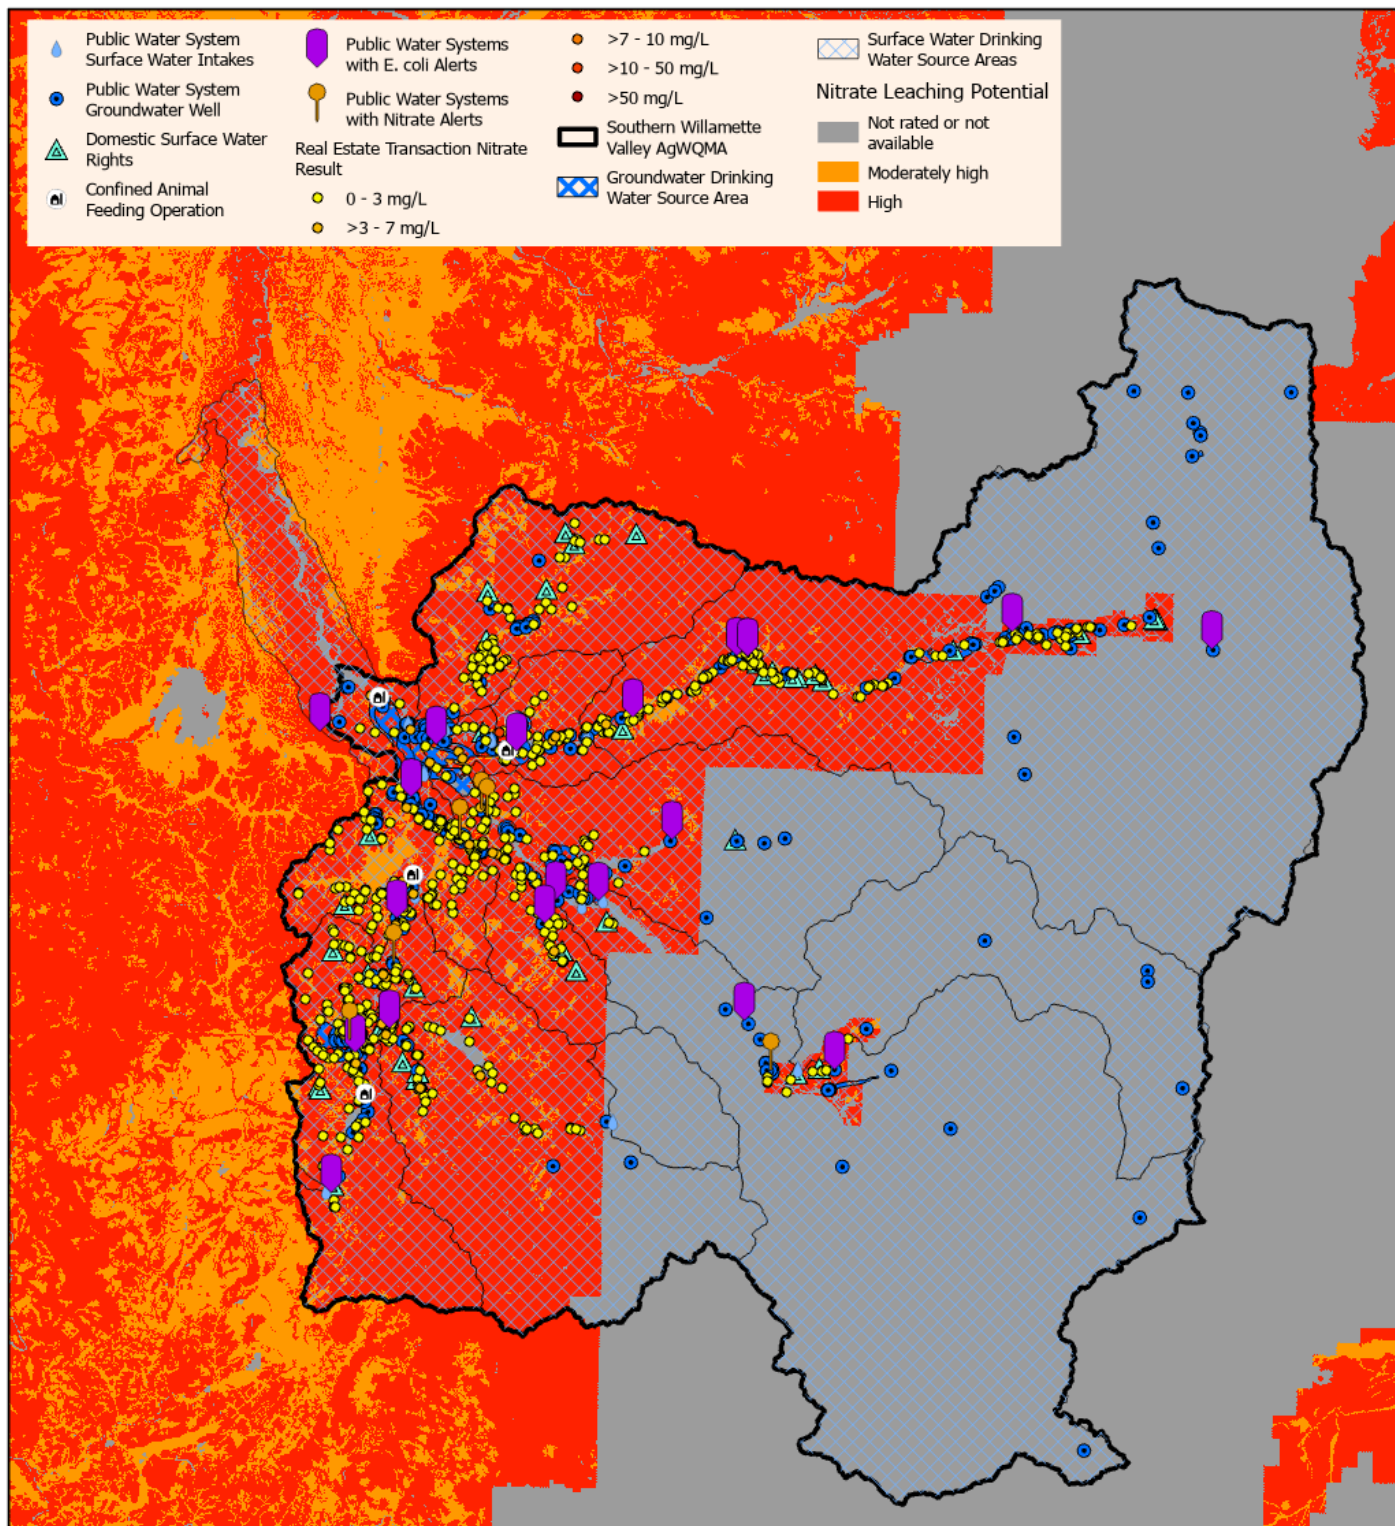 Public Water System
Surface Water Intakes
Public Water System
Groundwater Well
Domestic Surface Water
Rights
Confined Animal
Feeding Operation
Public Water Systems
with E. coli Alerts
Public Water Systems
with Nitrate Alerts
Real Estate Transaction Nitrate
Result
0 - 3 mg/L
>3 - 7 mg/L
>7 - 10 mg/L
>10 - 50 mg/L
>50 mg/L
Southern Willamette
Valley AgWQMA
Groundwater Drinking
Water Source Area
Surface Water Drinking
Water Source Areas
Nitrate Leaching Potential
Not rated or not
available
Moderately high
High